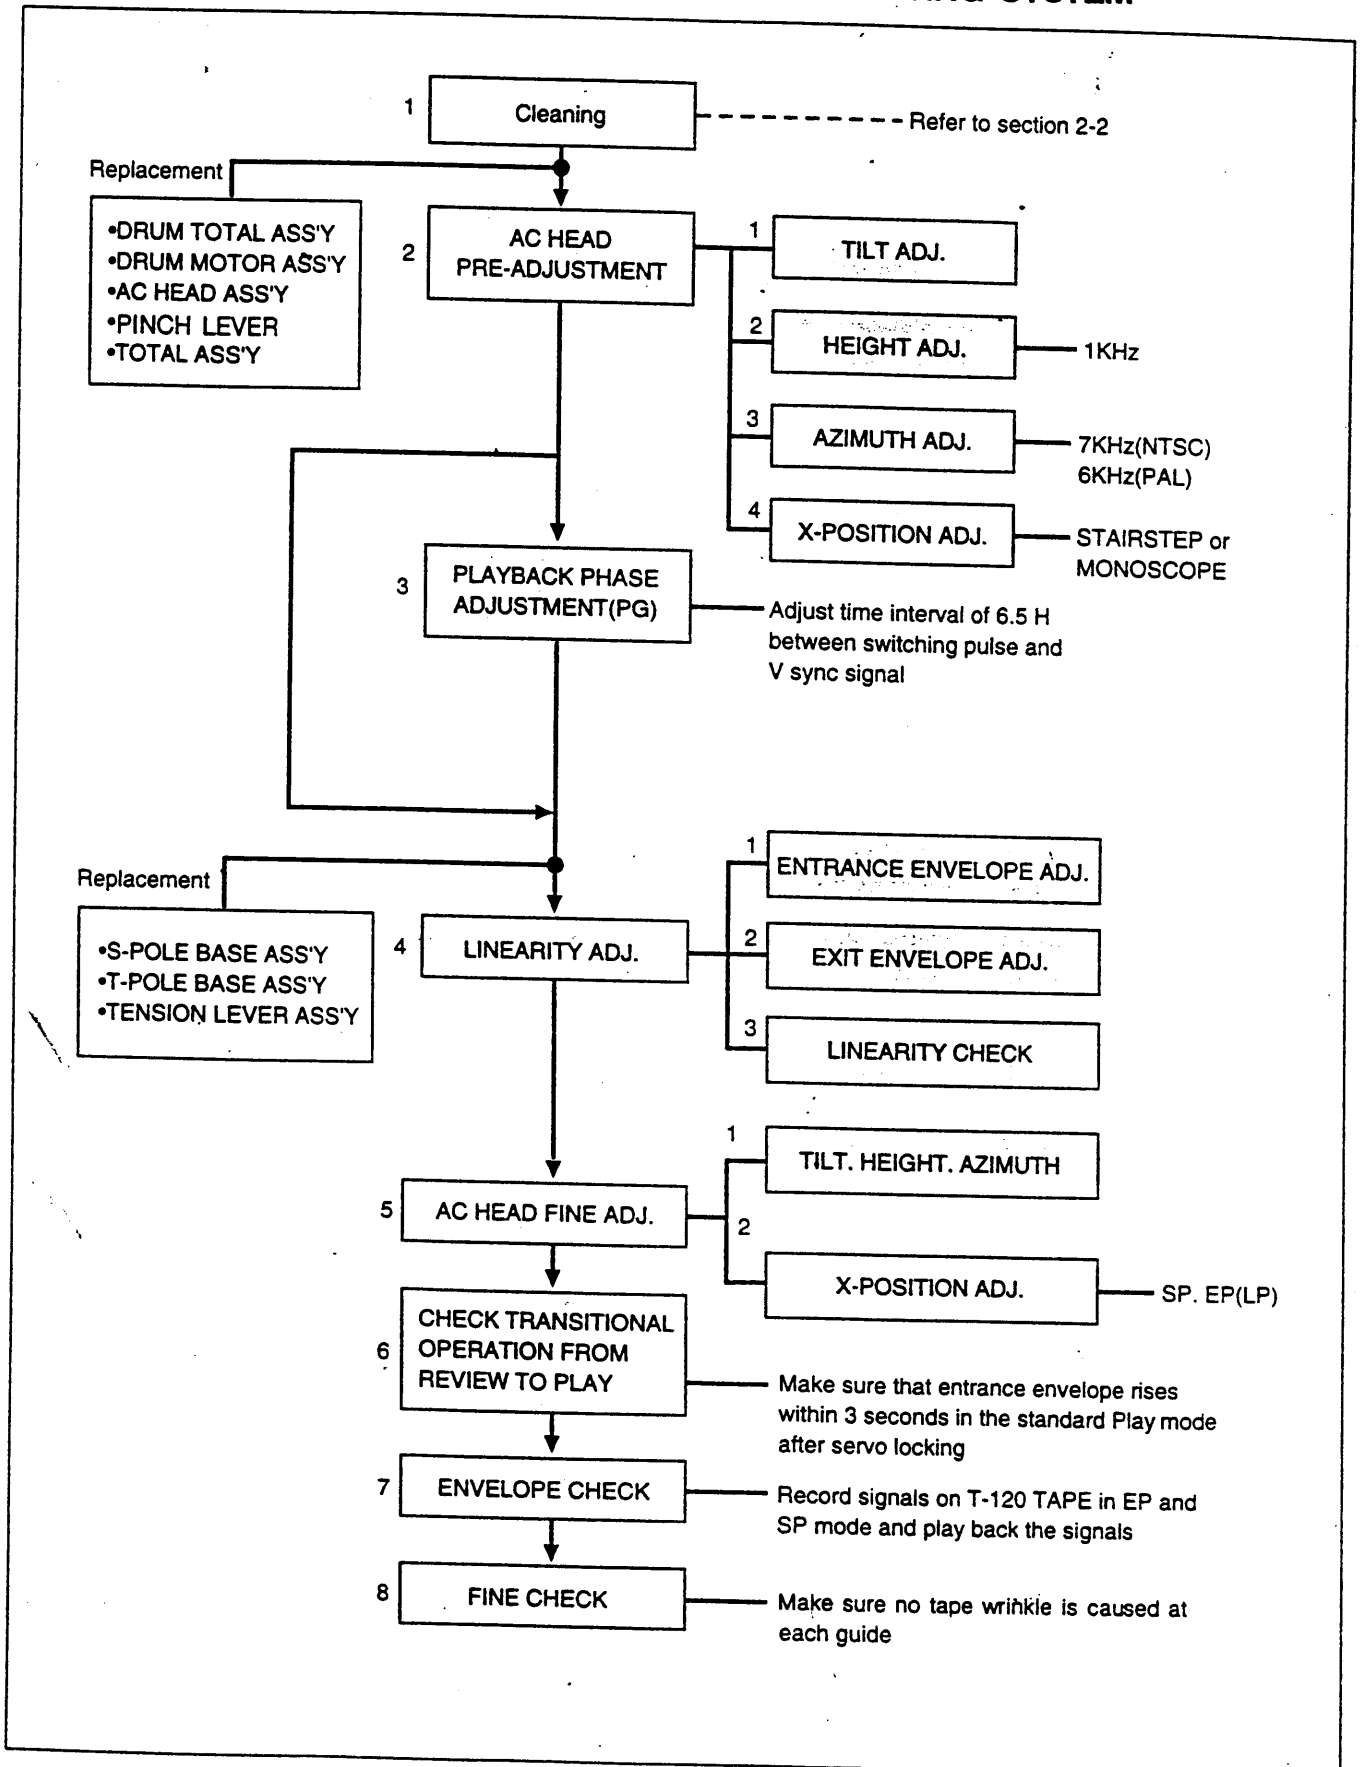 SYSTEM
1
Cleaning
Refer to section 2-2
Replacement
•DRUM TOTAL ASS'Y
•DRUM MOTOR ASS'Y
•AC HEAD ASS'Y
•PINCH LEVER
•TOTAL ASS'Y
2
AC HEAD
PRE-ADJUSTMENT
1
TILT ADJ.
2
HEIGHT ADJ.
1KHz
3
AZIMUTH ADJ.
7KHz(NTSC)
6KHz(PAL)
4
X-POSITION ADJ.
STAIRSTEP or
MONOSCOPE
3
PLAYBACK PHASE
ADJUSTMENT(PG)
Adjust time interval of 6.5 H
between switching pulse and
V sync signal
Replacement
•S-POLE BASE ASS'Y
•T-POLE BASE ASS'Y
•TENSION LEVER ASS'Y
4
LINEARITY ADJ.
1
ENTRANCE ENVELOPE ADJ.
2
EXIT ENVELOPE ADJ.
3
LINEARITY CHECK
5
AC HEAD FINE ADJ.
1
TILT. HEIGHT. AZIMUTH
2
X-POSITION ADJ.
SP. EP(LP)
6
CHECK TRANSITIONAL
OPERATION FROM
REVIEW TO PLAY
Make sure that entrance envelope rises
within 3 seconds in the standard Play mode
after servo locking
7
ENVELOPE CHECK
Record signals on T-120 TAPE in EP and
SP mode and play back the signals
8
FINE CHECK
Make sure no tape wrinkle is caused at
each guide